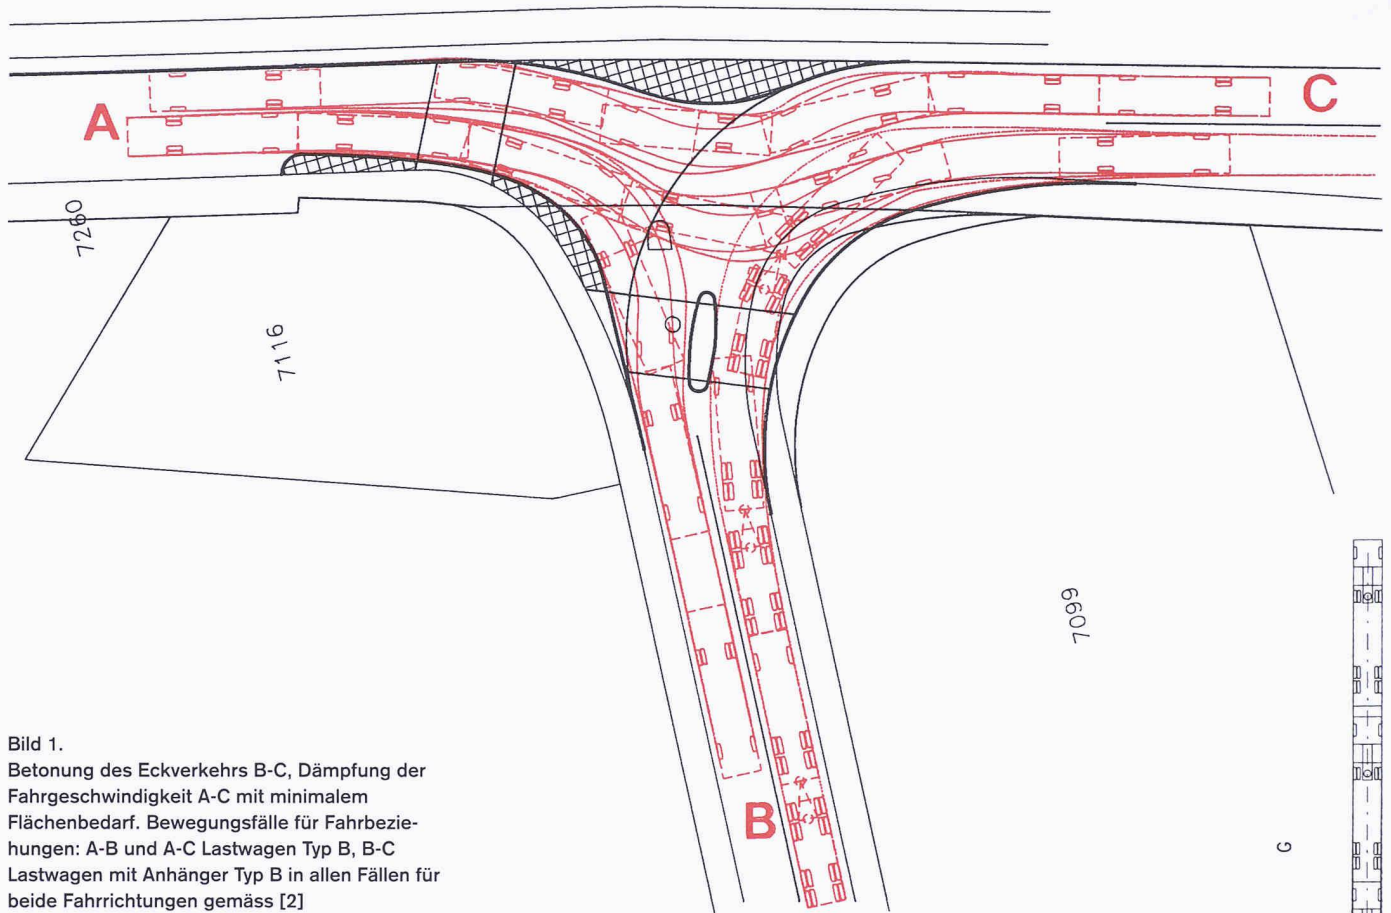 A
C
7260
7116
7099
B
G
Bild 1.
Betonung des Eckverkehrs B-C, Dämpfung der
Fahrgeschwindigkeit A-C mit minimalem
Flächenbedarf. Bewegungsfälle für Fahrbezie-
hungen: A-B und A-C Lastwagen Typ B, B-C
Lastwagen mit Anhänger Typ B in allen Fällen für
beide Fahrrichtungen gemäss [2]